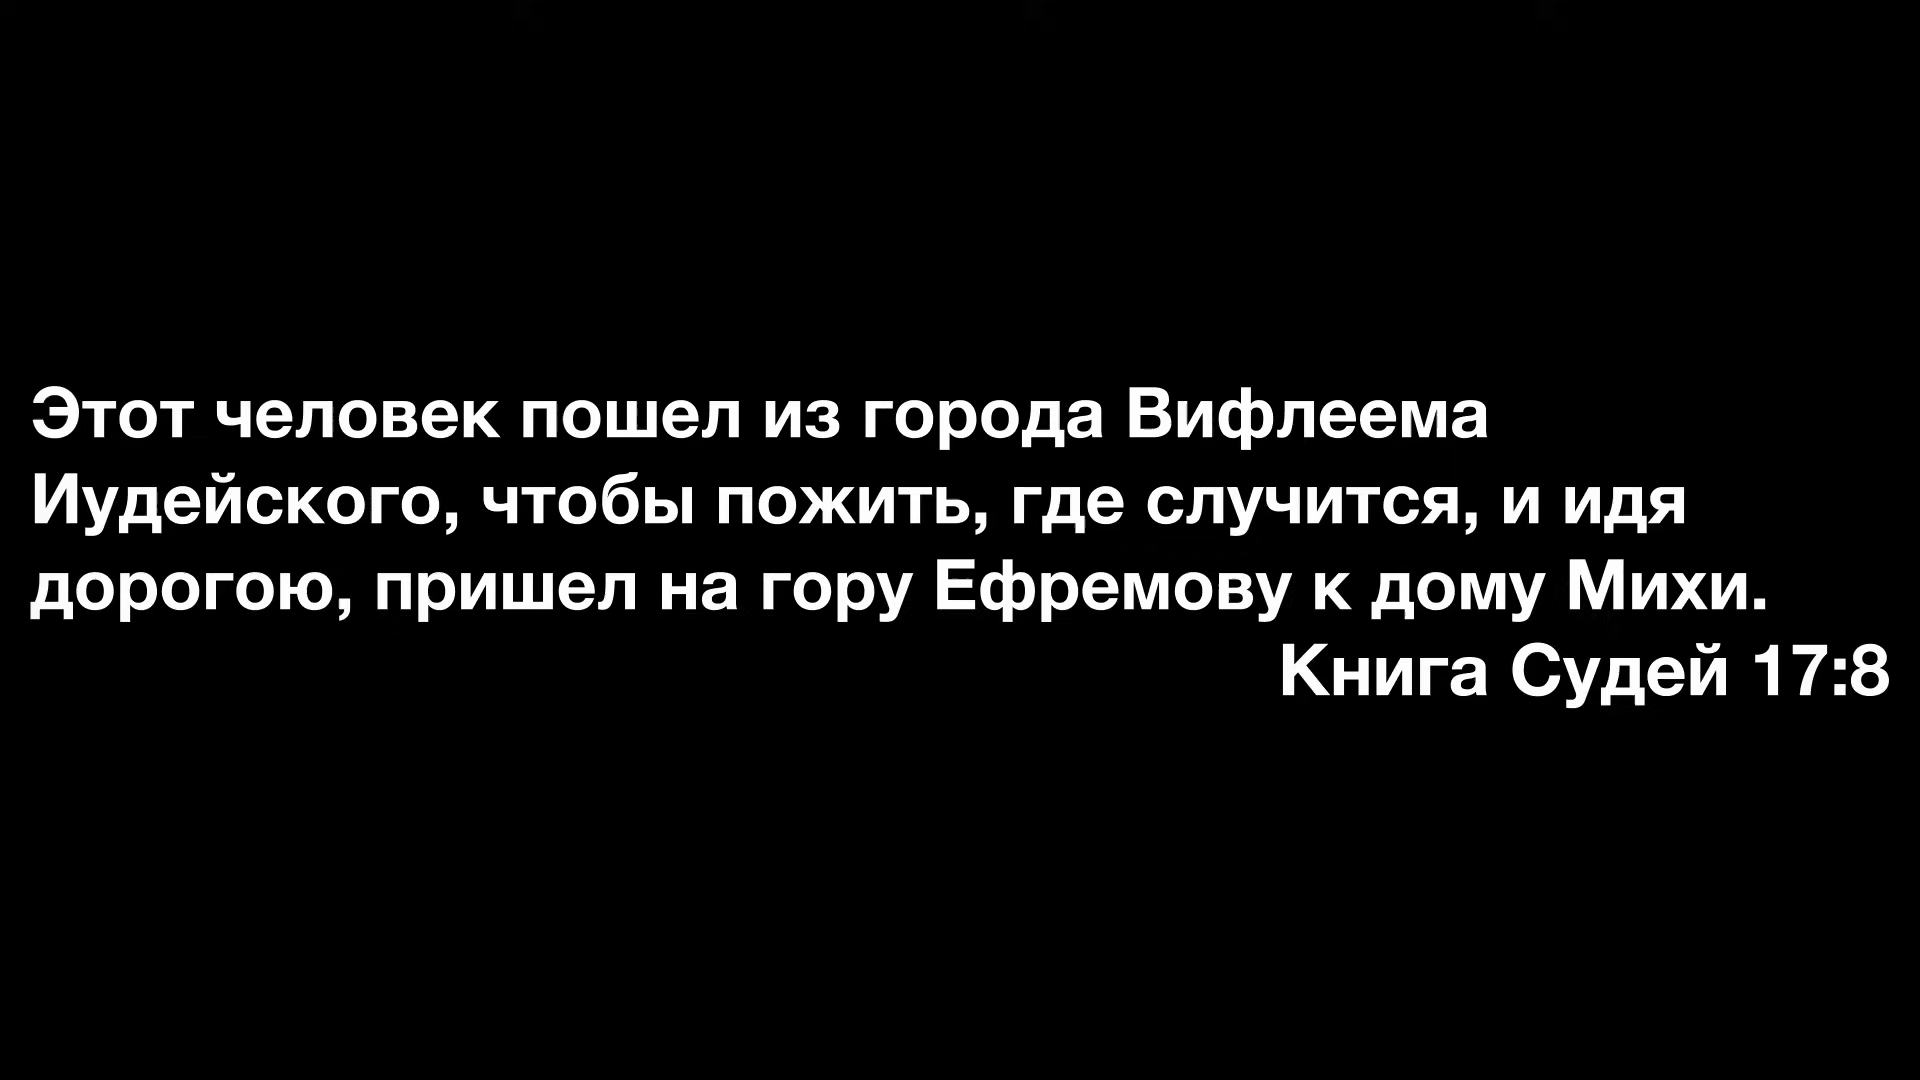 Этот человек пошел из города Вифлеема
Иудейского, чтобы пожить, где случится, и идя
дорогою, пришел на гору Ефремову к дому Михи.
Книга Судей 17:8